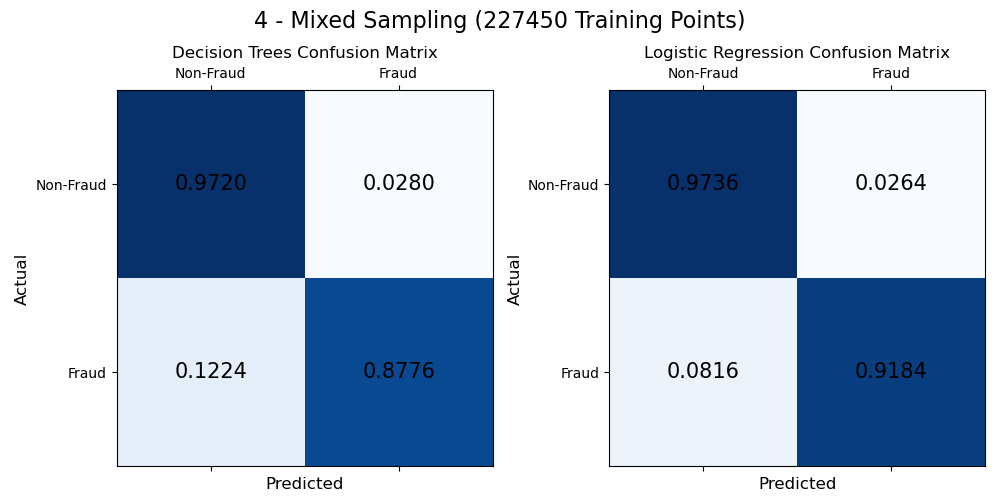 4 - Mixed Sampling (227450 Training Points)
Decision Trees Confusion Matrix
Non-Fraud Fraud
Non-Fraud 0.9720 0.0280
Actual
Fraud 0.1224 0.8776
Predicted
Logistic Regression Confusion Matrix
Non-Fraud Fraud
Non-Fraud 0.9736 0.0264
Actual
Fraud 0.0816 0.9184
Predicted